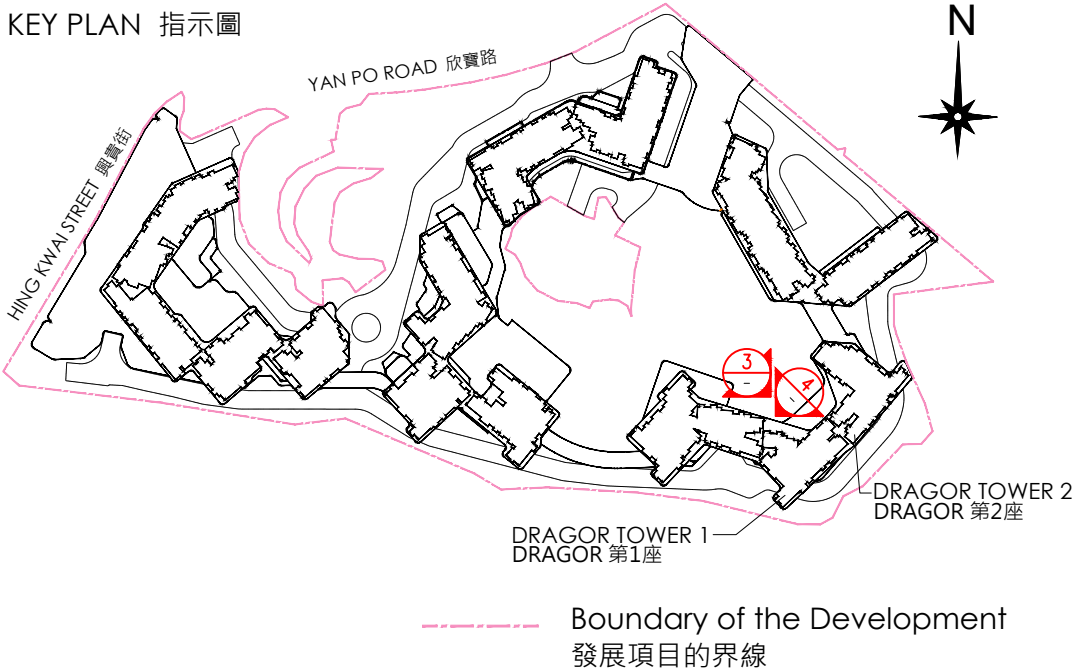 KEY PLAN 指示圖
N
YAN PO ROAD 欣寶路
HING KWAI STREET 興貴街
3
-
4
-
DRAGOR TOWER 2
DRAGOR 第2座
DRAGOR TOWER 1
DRAGOR 第1座
Boundary of the Development
發展項目的界線